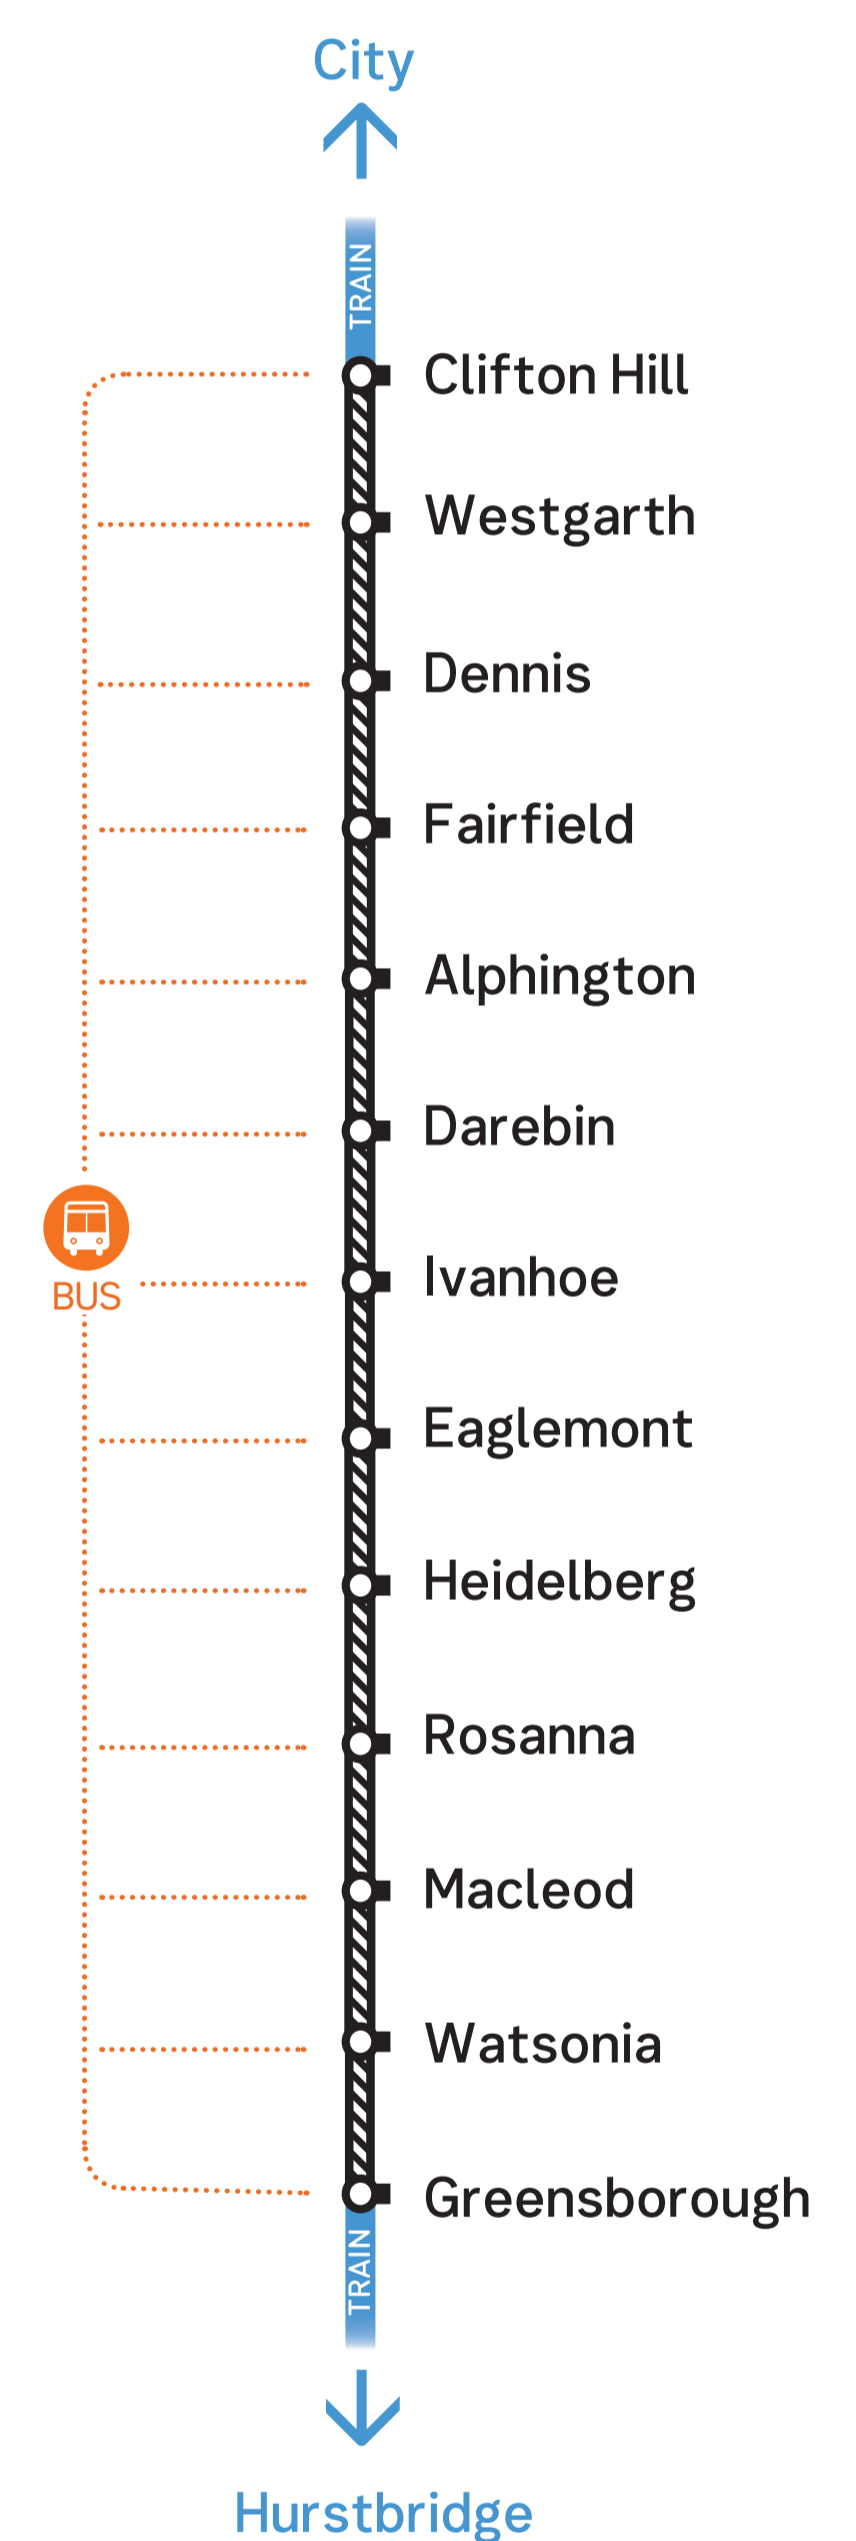 City
TRAIN
Clifton Hill
Westgarth
Dennis
Fairfield
Alphington
Darebin
Ivanhoe
BUS
Eaglemont
Heidelberg
Rosanna
Macleod
Watsonia
Greensborough
TRAIN
Hurstbridge